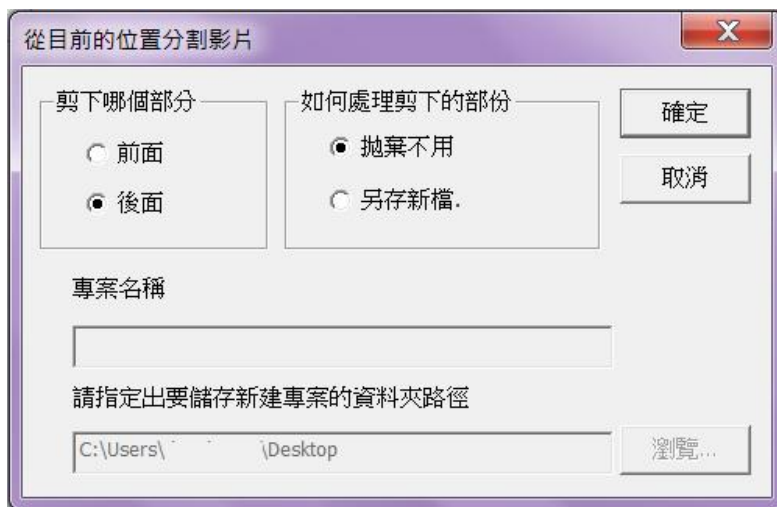 從目前的位置分割影片
剪下哪個部分
前面
後面
如何處理剪下的部份
拋棄不用
另存新檔.
確定
取消
專案名稱
請指定出要儲存新建專案的資料夾路徑
C:\Users\ \Desktop
瀏覽...